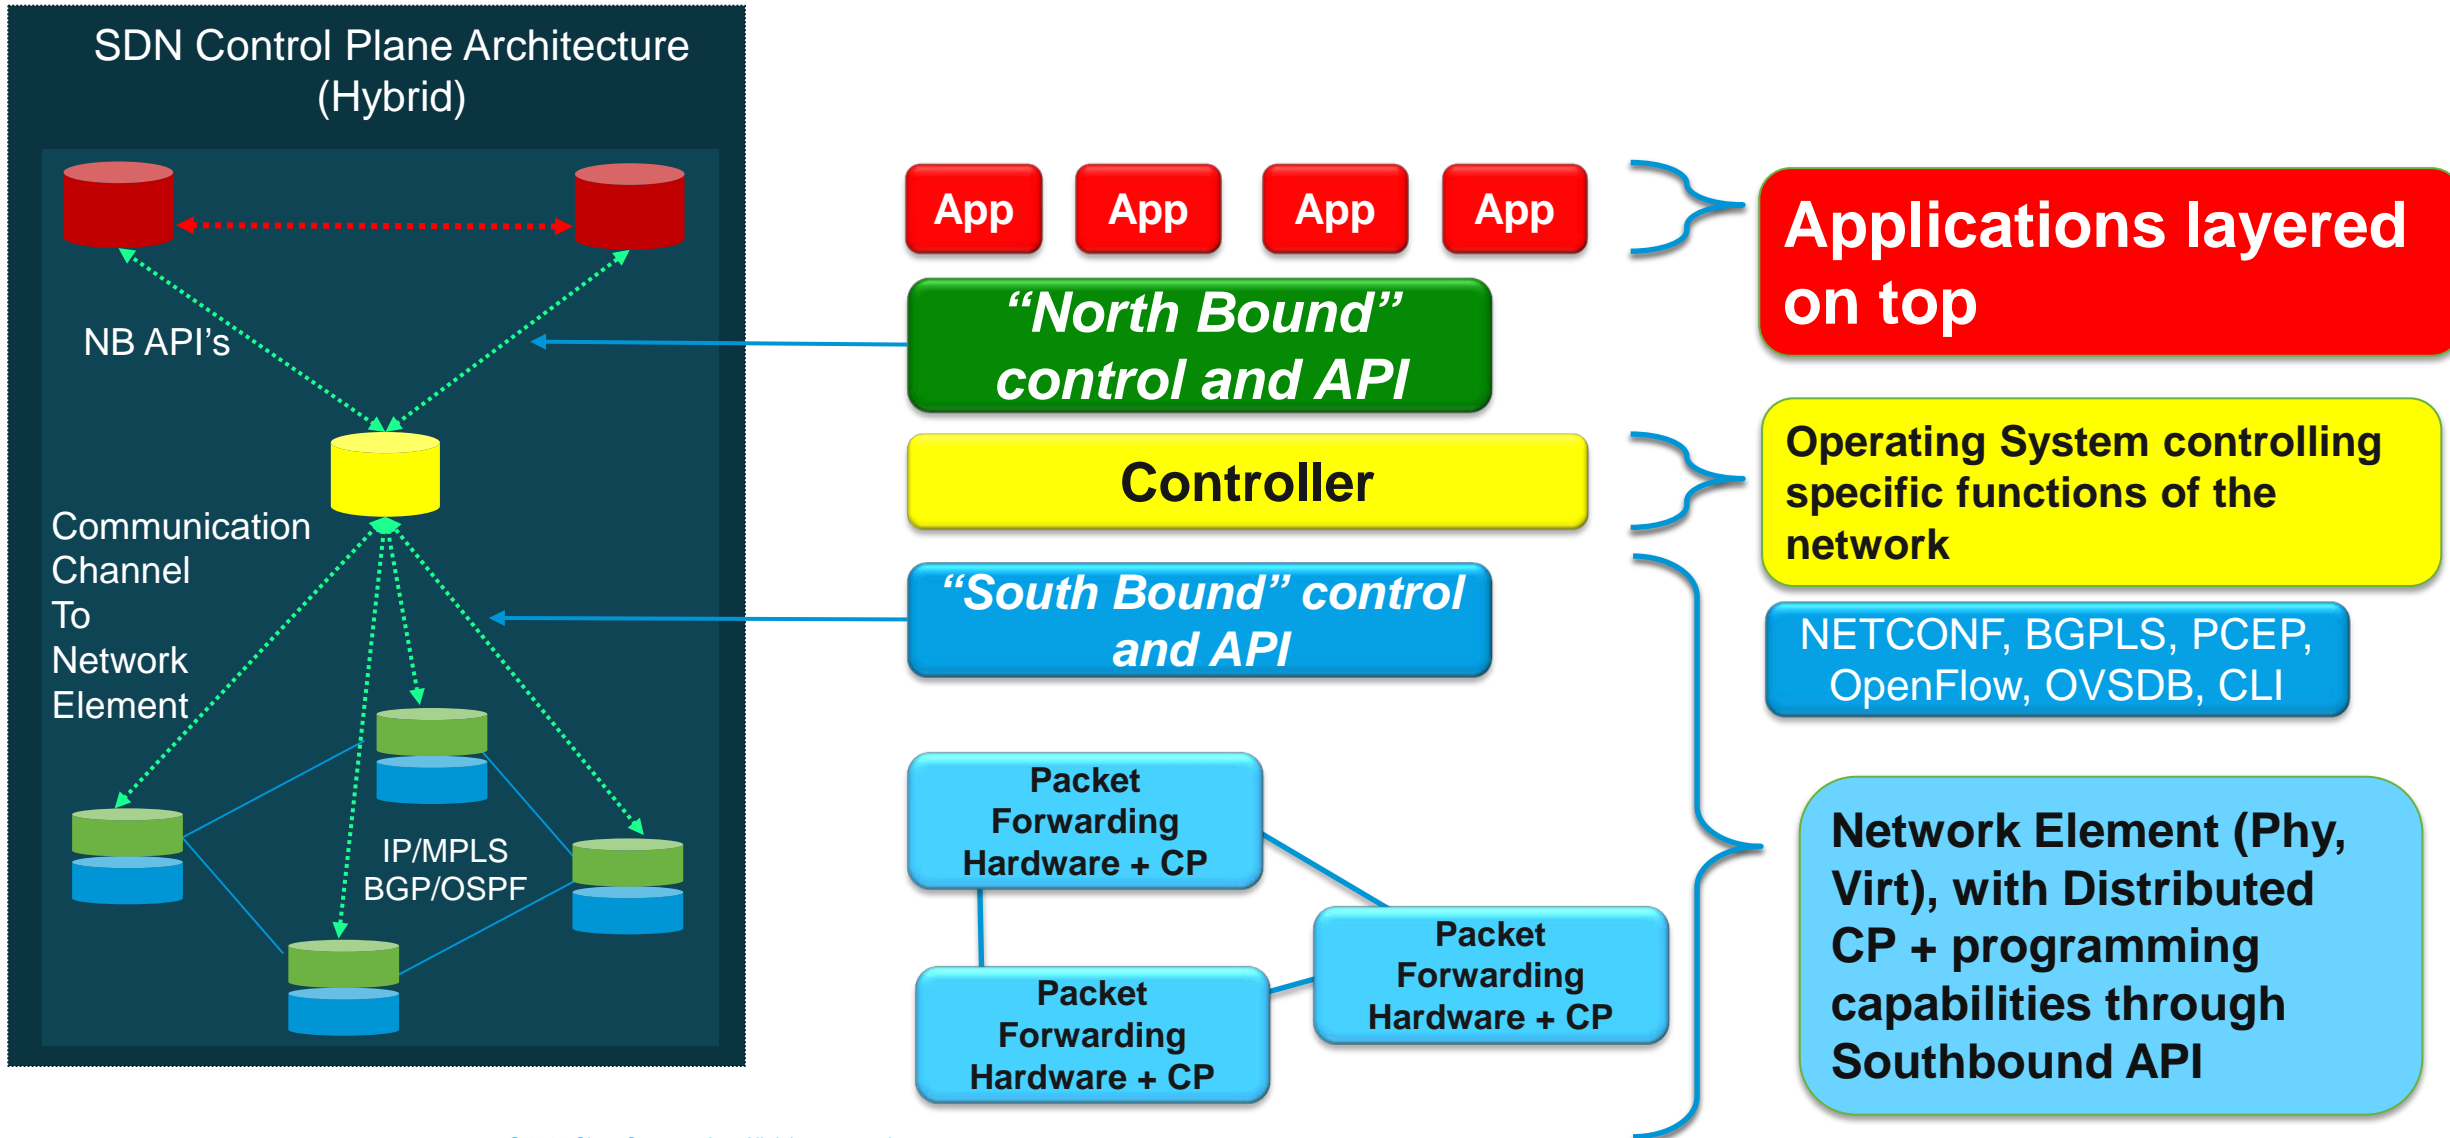 SDN Control Plane Architecture
(Hybrid)
NB API's
Communication
Channel
To
Network
Element
IP/MPLS
BGP/OSPF
App App App App
“North Bound”
control and API
Controller
“South Bound” control
and API
Packet
Forwarding
Hardware + CP
Packet
Forwarding
Hardware + CP
Packet
Forwarding
Hardware + CP
Applications layered
on top
Operating System controlling
specific functions of the
network
NETCONF, BGPLS, PCEP,
OpenFlow, OVSDB, CLI
Network Element (Phy,
Virt), with Distributed
CP + programming
capabilities through
Southbound API